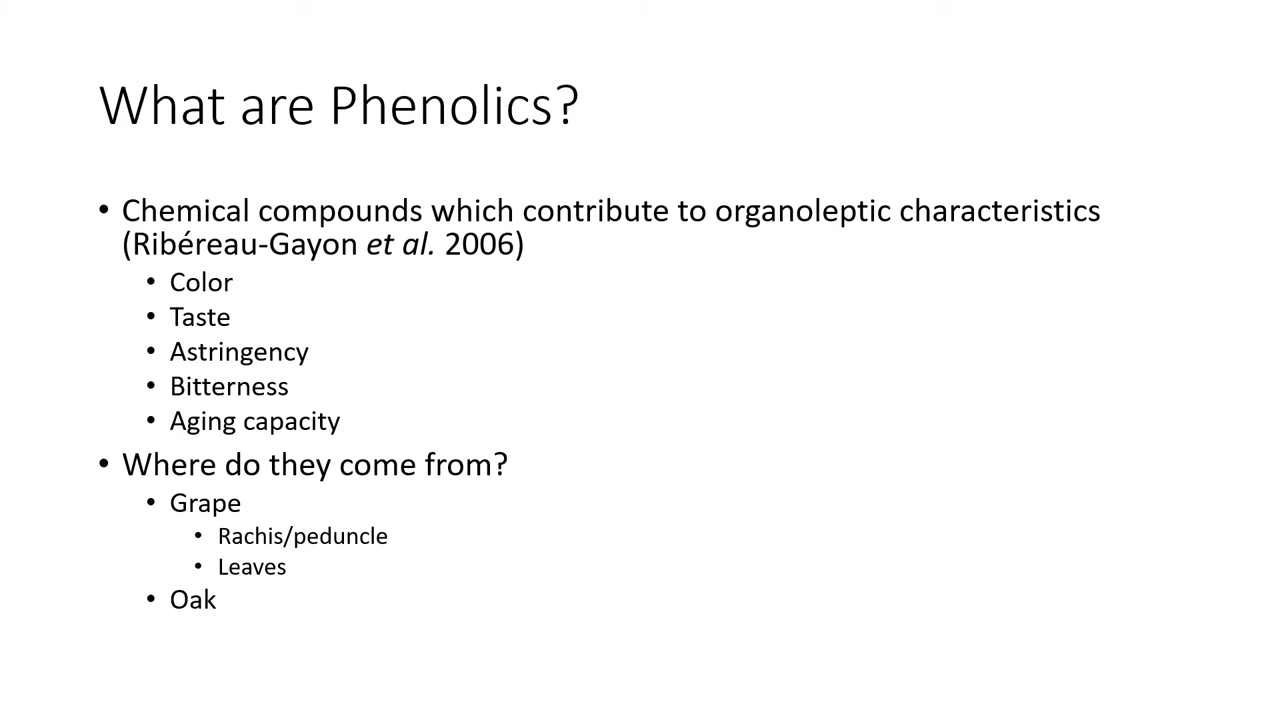 What are Phenolics?
• Chemical compounds which contribute to organoleptic characteristics
(Ribéreau-Gayon et al. 2006)
• Color
• Taste
• Astringency
• Bitterness
• Aging capacity
• Where do they come from?
• Grape
• Rachis/peduncle
• Leaves
• Oak